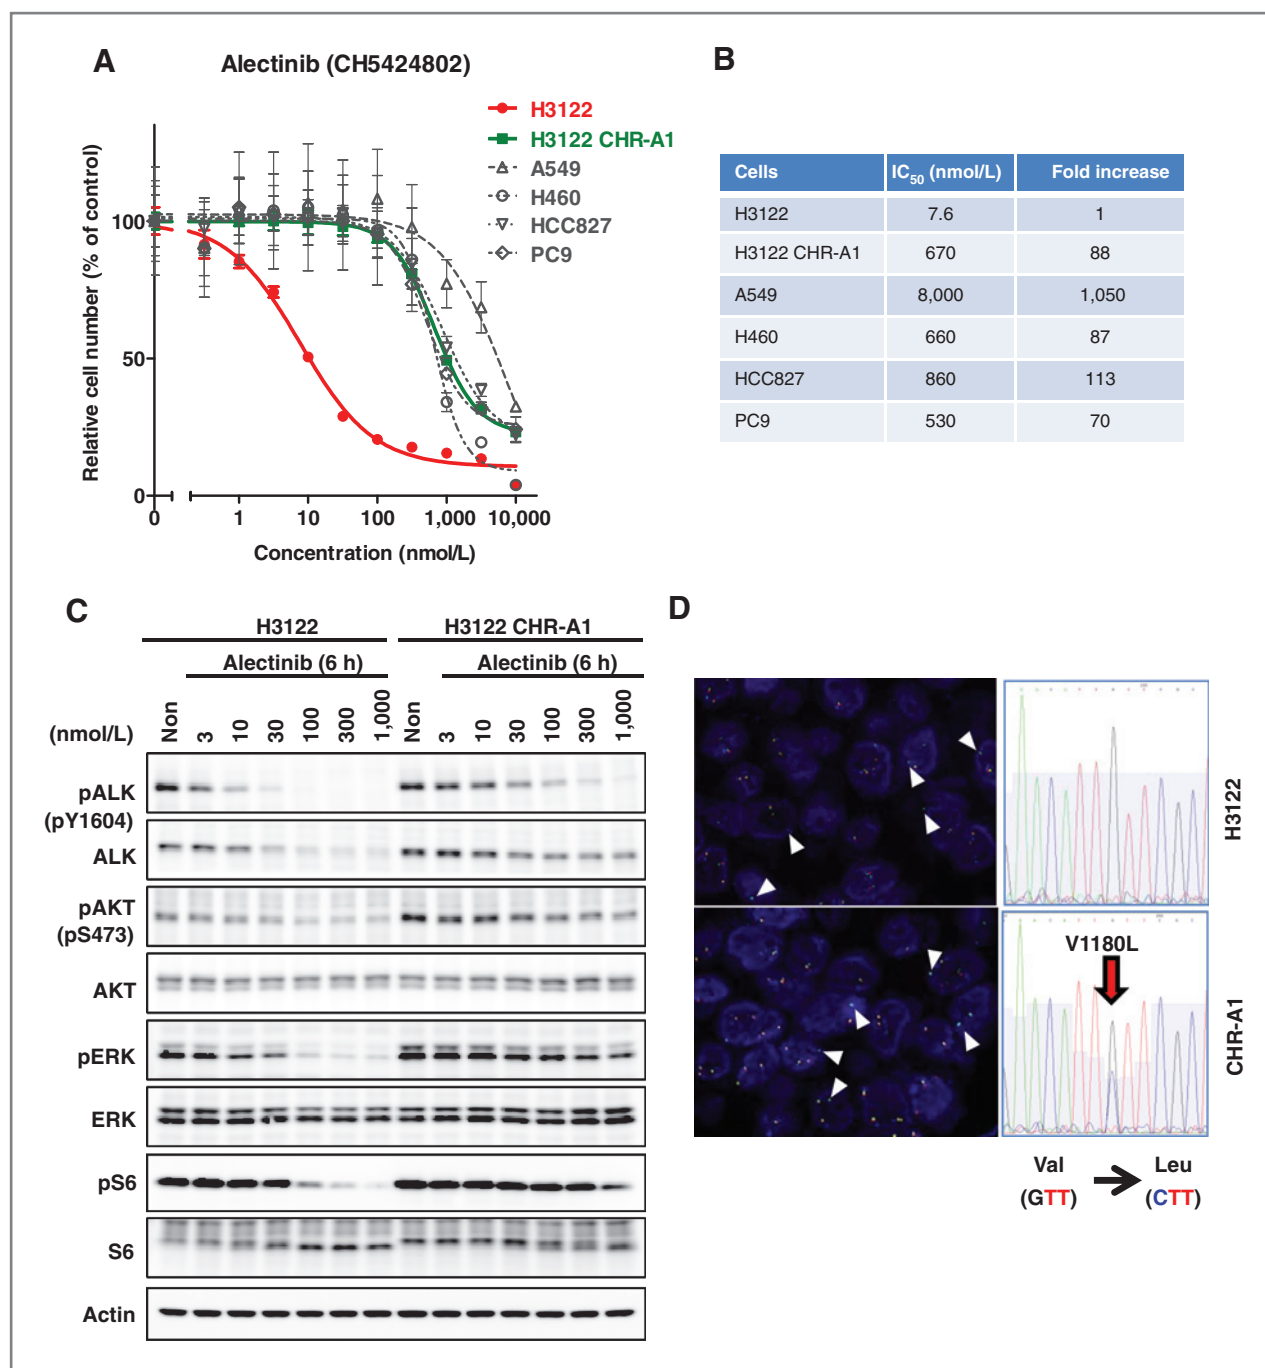 A
Alectinib (CH5424802)
H3122
H3122 CHR-A1
A549
H460
HCC827
PC9
Relative cell number (% of control)
100
50
0
0 1 10 100 1,000 10,000
Concentration (nmol/L)
B
Cells IC50 (nmol/L) Fold increase
H3122 7.6 1
H3122 CHR-A1 670 88
A549 8,000 1,050
H460 660 87
HCC827 860 113
PC9 530 70
C
H3122 H3122 CHR-A1
Alectinib (6 h) Alectinib (6 h)
(nmol/L) Non 3 10 30 100 300 1,000 Non 3 10 30 100 300 1,000
pALK
(pY1604)
ALK
pAKT
(pS473)
AKT
pERK
ERK
pS6
S6
Actin
D
H3122
V1180L
CHR-A1
Val Leu
(GTT) (CTT)